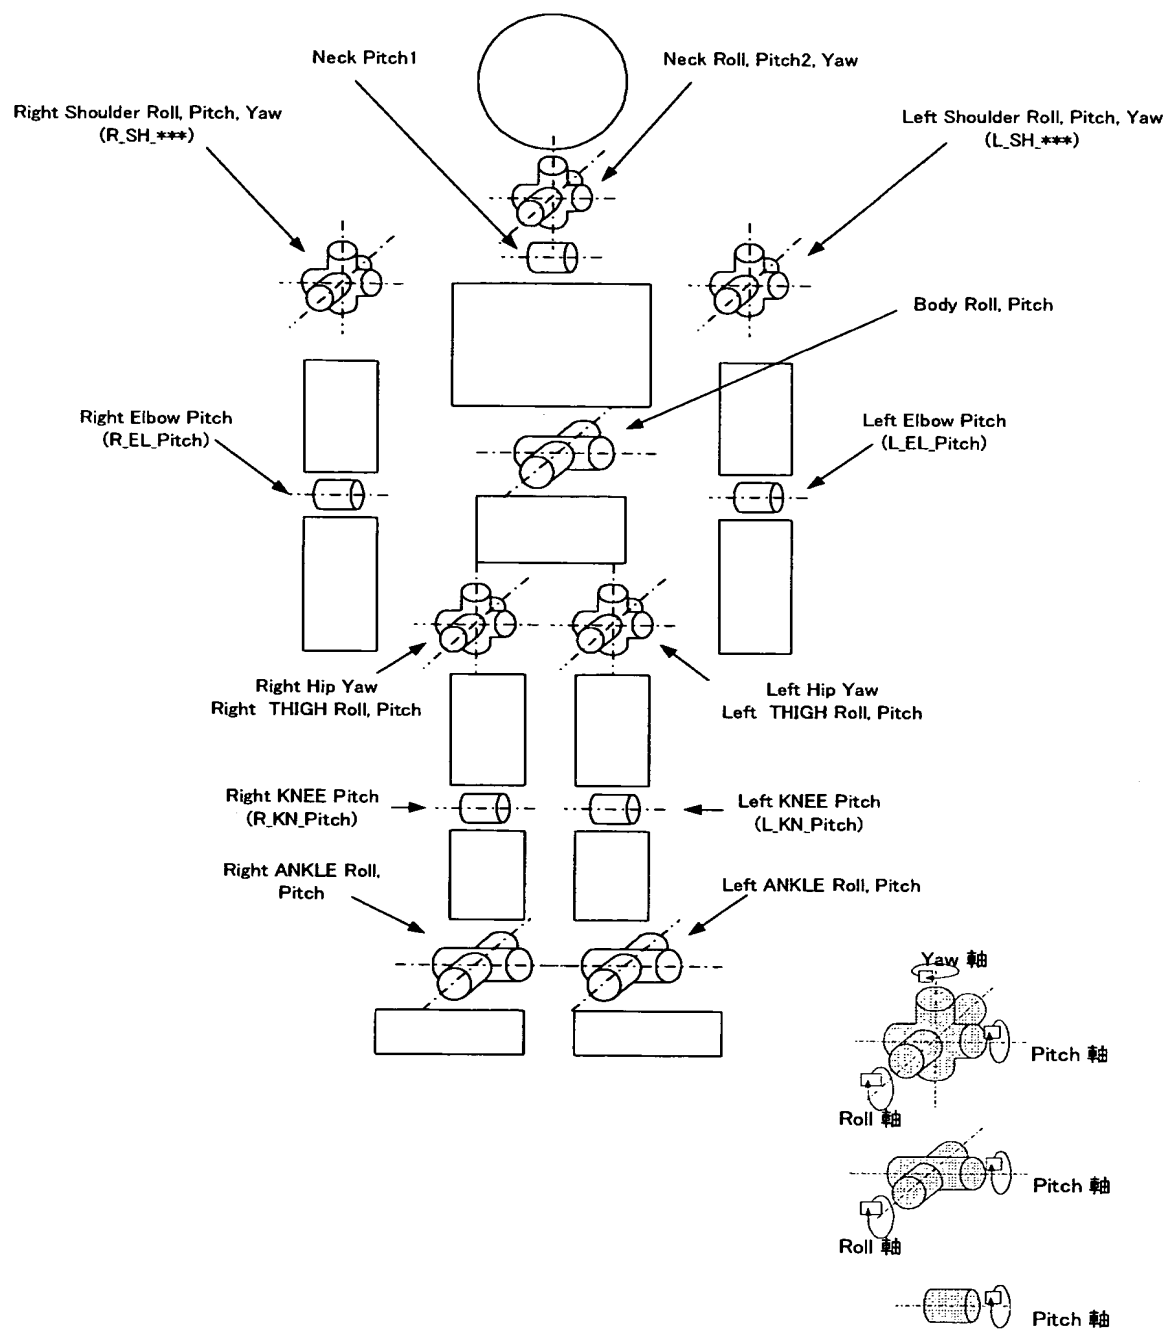 Neck Pitch1
Neck Roll, Pitch2, Yaw
Right Shoulder Roll, Pitch, Yaw
(R_SH_***)
Left Shoulder Roll, Pitch, Yaw
(L_SH_***)
Body Roll, Pitch
Right Elbow Pitch
(R_EL_Pitch)
Left Elbow Pitch
(L_EL_Pitch)
Right Hip Yaw
Right THIGH Roll, Pitch
Left Hip Yaw
Left THIGH Roll, Pitch
Right KNEE Pitch
(R_KN_Pitch)
Left KNEE Pitch
(L_KN_Pitch)
Right ANKLE Roll,
Pitch
Left ANKLE Roll, Pitch
Yaw 軸
Pitch 軸
Roll 軸
Pitch 軸
Roll 軸
Pitch 軸